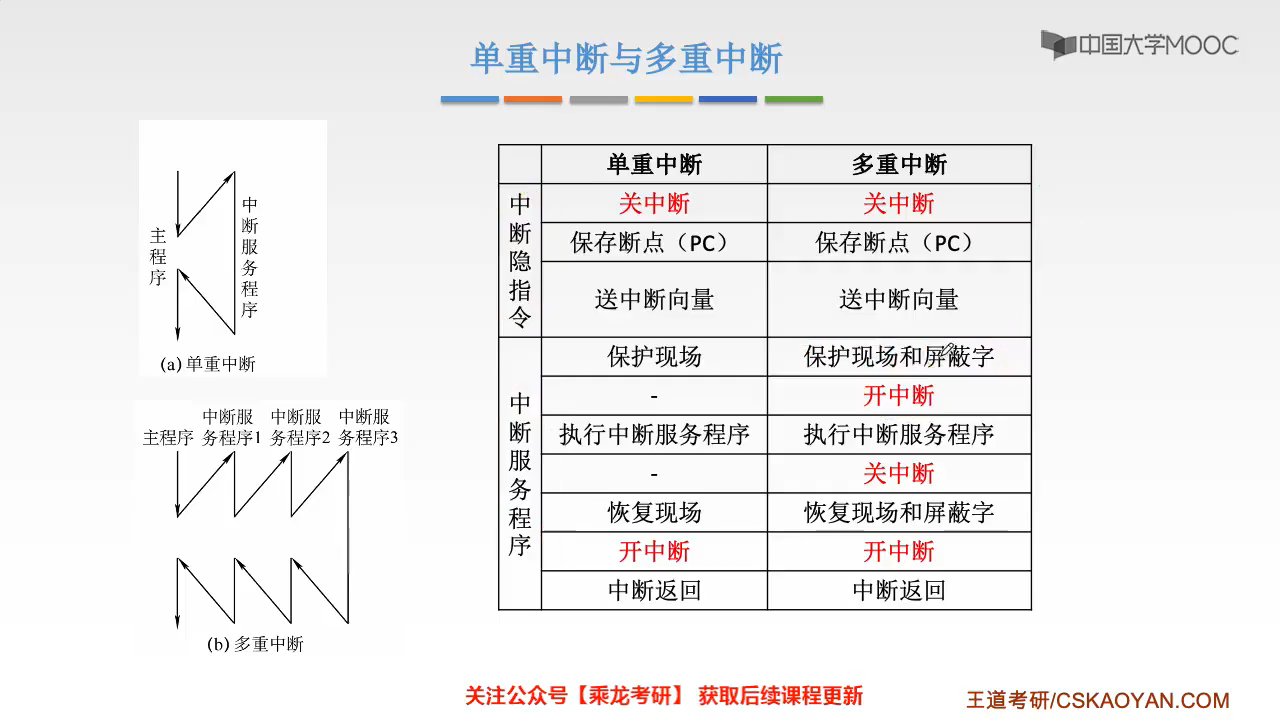 单重中断与多重中断
中国大学MOOC
主程序
中断服务程序
(a) 单重中断
主程序
中断服务程序1
中断服务程序2
中断服务程序3
(b) 多重中断
单重中断 多重中断
中断隐指令
关中断 关中断
保存断点（PC） 保存断点（PC）
送中断向量 送中断向量
中断服务程序
保护现场 保护现场和屏蔽字
- 开中断
执行中断服务程序 执行中断服务程序
- 关中断
恢复现场 恢复现场和屏蔽字
开中断 开中断
中断返回 中断返回
关注公众号【乘龙考研】 获取后续课程更新
王道考研/CSKAOYAN.COM